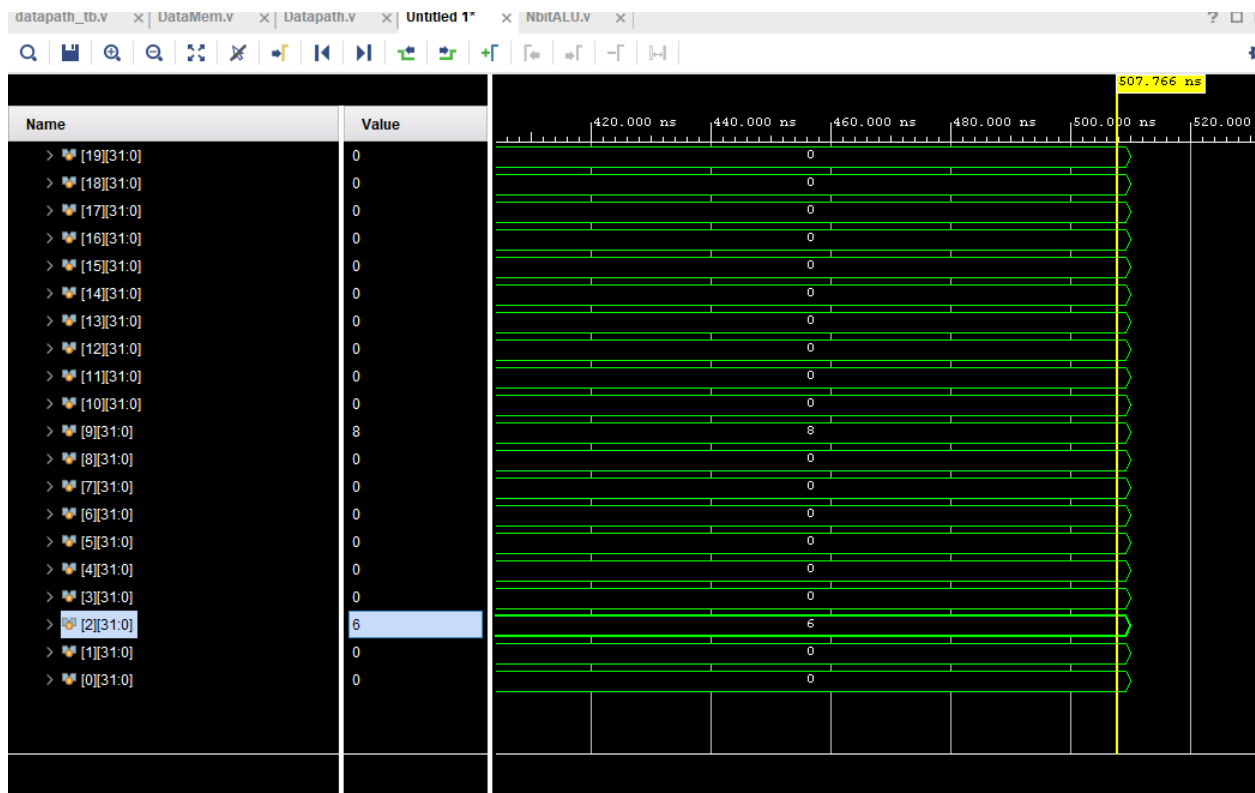 datapath_tb.v × DataMem.v × Datapath.v × Untitled 1* × NbitALU.v × ?
507.766 ns
Name Value 420.000 ns 440.000 ns 460.000 ns 480.000 ns 500.000 ns 520.000
[19][31:0] 0 0
[18][31:0] 0 0
[17][31:0] 0 0
[16][31:0] 0 0
[15][31:0] 0 0
[14][31:0] 0 0
[13][31:0] 0 0
[12][31:0] 0 0
[11][31:0] 0 0
[10][31:0] 0 0
[9][31:0] 8 8
[8][31:0] 0 0
[7][31:0] 0 0
[6][31:0] 0 0
[5][31:0] 0 0
[4][31:0] 0 0
[3][31:0] 0 0
[2][31:0] 6 6
[1][31:0] 0 0
[0][31:0] 0 0